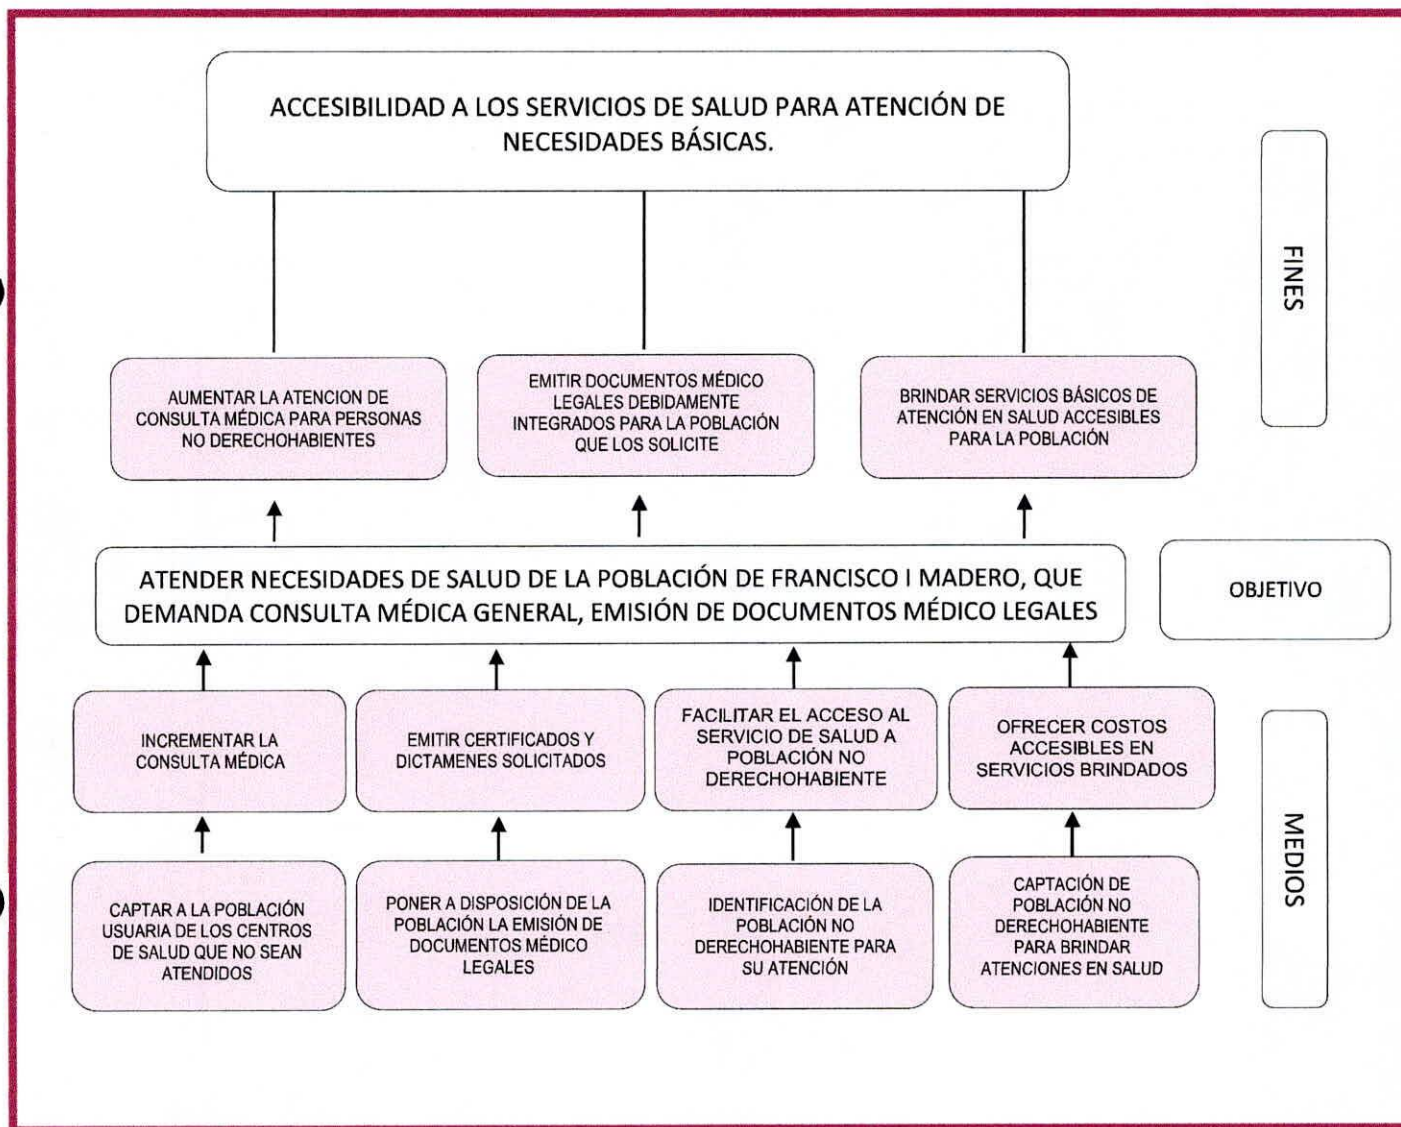 ACCESIBILIDAD A LOS SERVICIOS DE SALUD PARA ATENCIÓN DE
NECESIDADES BÁSICAS.
FINES
AUMENTAR LA ATENCION DE
CONSULTA MÉDICA PARA PERSONAS
NO DERECHOHABIENTES
EMITIR DOCUMENTOS MÉDICO
LEGALES DEBIDAMENTE
INTEGRADOS PARA LA POBLACIÓN
QUE LOS SOLICITE
BRINDAR SERVICIOS BÁSICOS DE
ATENCIÓN EN SALUD ACCESIBLES
PARA LA POBLACIÓN
ATENDER NECESIDADES DE SALUD DE LA POBLACIÓN DE FRANCISCO I MADERO, QUE
DEMANDA CONSULTA MÉDICA GENERAL, EMISIÓN DE DOCUMENTOS MÉDICO LEGALES
OBJETIVO
INCREMENTAR LA
CONSULTA MÉDICA
EMITIR CERTIFICADOS Y
DICTAMENES SOLICITADOS
FACILITAR EL ACCESO AL
SERVICIO DE SALUD A
POBLACIÓN NO
DERECHOHABIENTE
OFRECER COSTOS
ACCESIBLES EN
SERVICIOS BRINDADOS
MEDIOS
CAPTAR A LA POBLACIÓN
USUARIA DE LOS CENTROS
DE SALUD QUE NO SEAN
ATENDIDOS
PONER A DISPOSICIÓN DE LA
POBLACIÓN LA EMISIÓN DE
DOCUMENTOS MÉDICO
LEGALES
IDENTIFICACIÓN DE LA
POBLACIÓN NO
DERECHOHABIENTE PARA
SU ATENCIÓN
CAPTACIÓN DE
POBLACIÓN NO
DERECHOHABIENTE
PARA BRINDAR
ATENCIONES EN SALUD